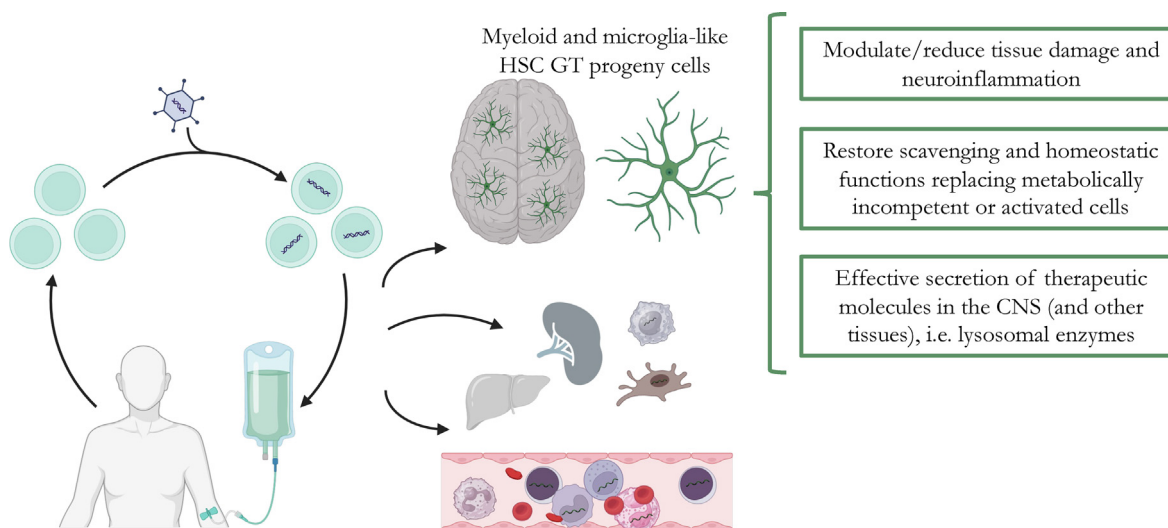 Myeloid and microglia-like
HSC GT progeny cells
Modulate/reduce tissue damage and
neuroinflammation
Restore scavenging and homeostatic
functions replacing metabolically
incompetent or activated cells
Effective secretion of therapeutic
molecules in the CNS (and other
tissues), i.e. lysosomal enzymes